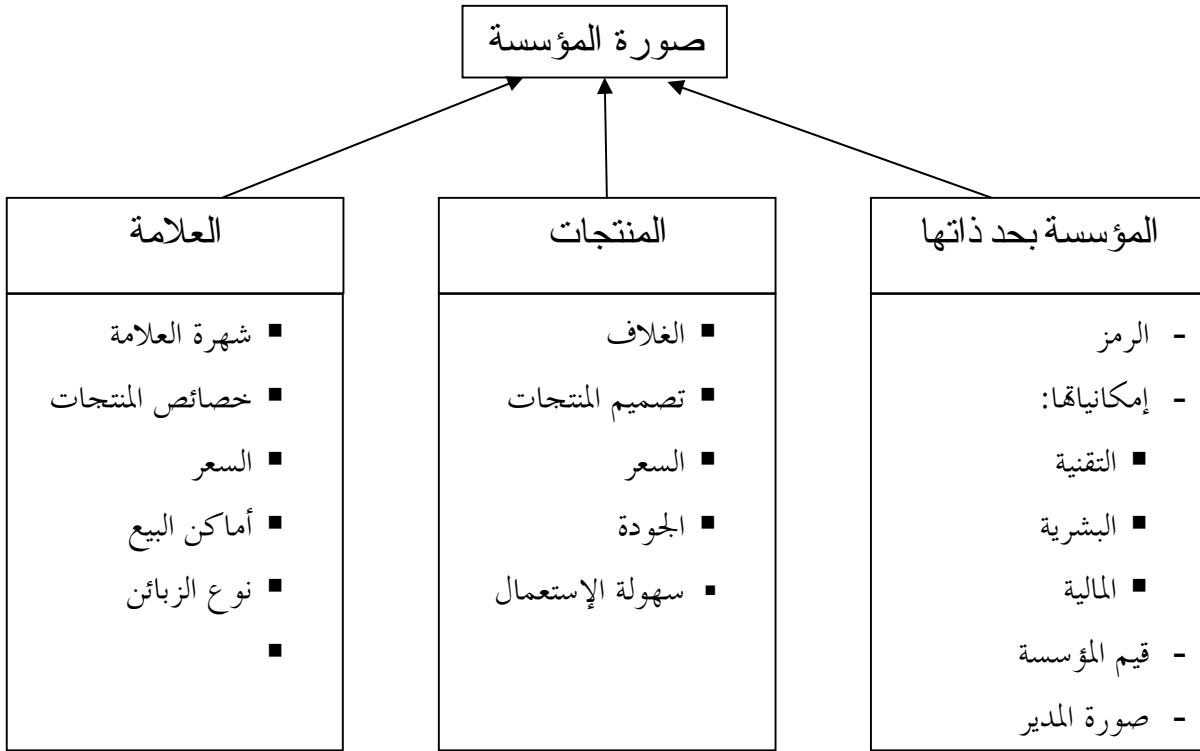 صورة المؤسسة
المؤسسة بحد ذاتها
- الرمز
- إمكانياتها:
▪ التقنية
▪ البشرية
▪ المالية
- قيم المؤسسة
- صورة المدير
المنتجات
▪ الغلاف
▪ تصميم المنتجات
▪ السعر
▪ الجودة
▪ سهولة الإستعمال
العلامة
▪ شهرة العلامة
▪ خصائص المنتجات
▪ السعر
▪ أماكن البيع
▪ نوع الزبائن
▪